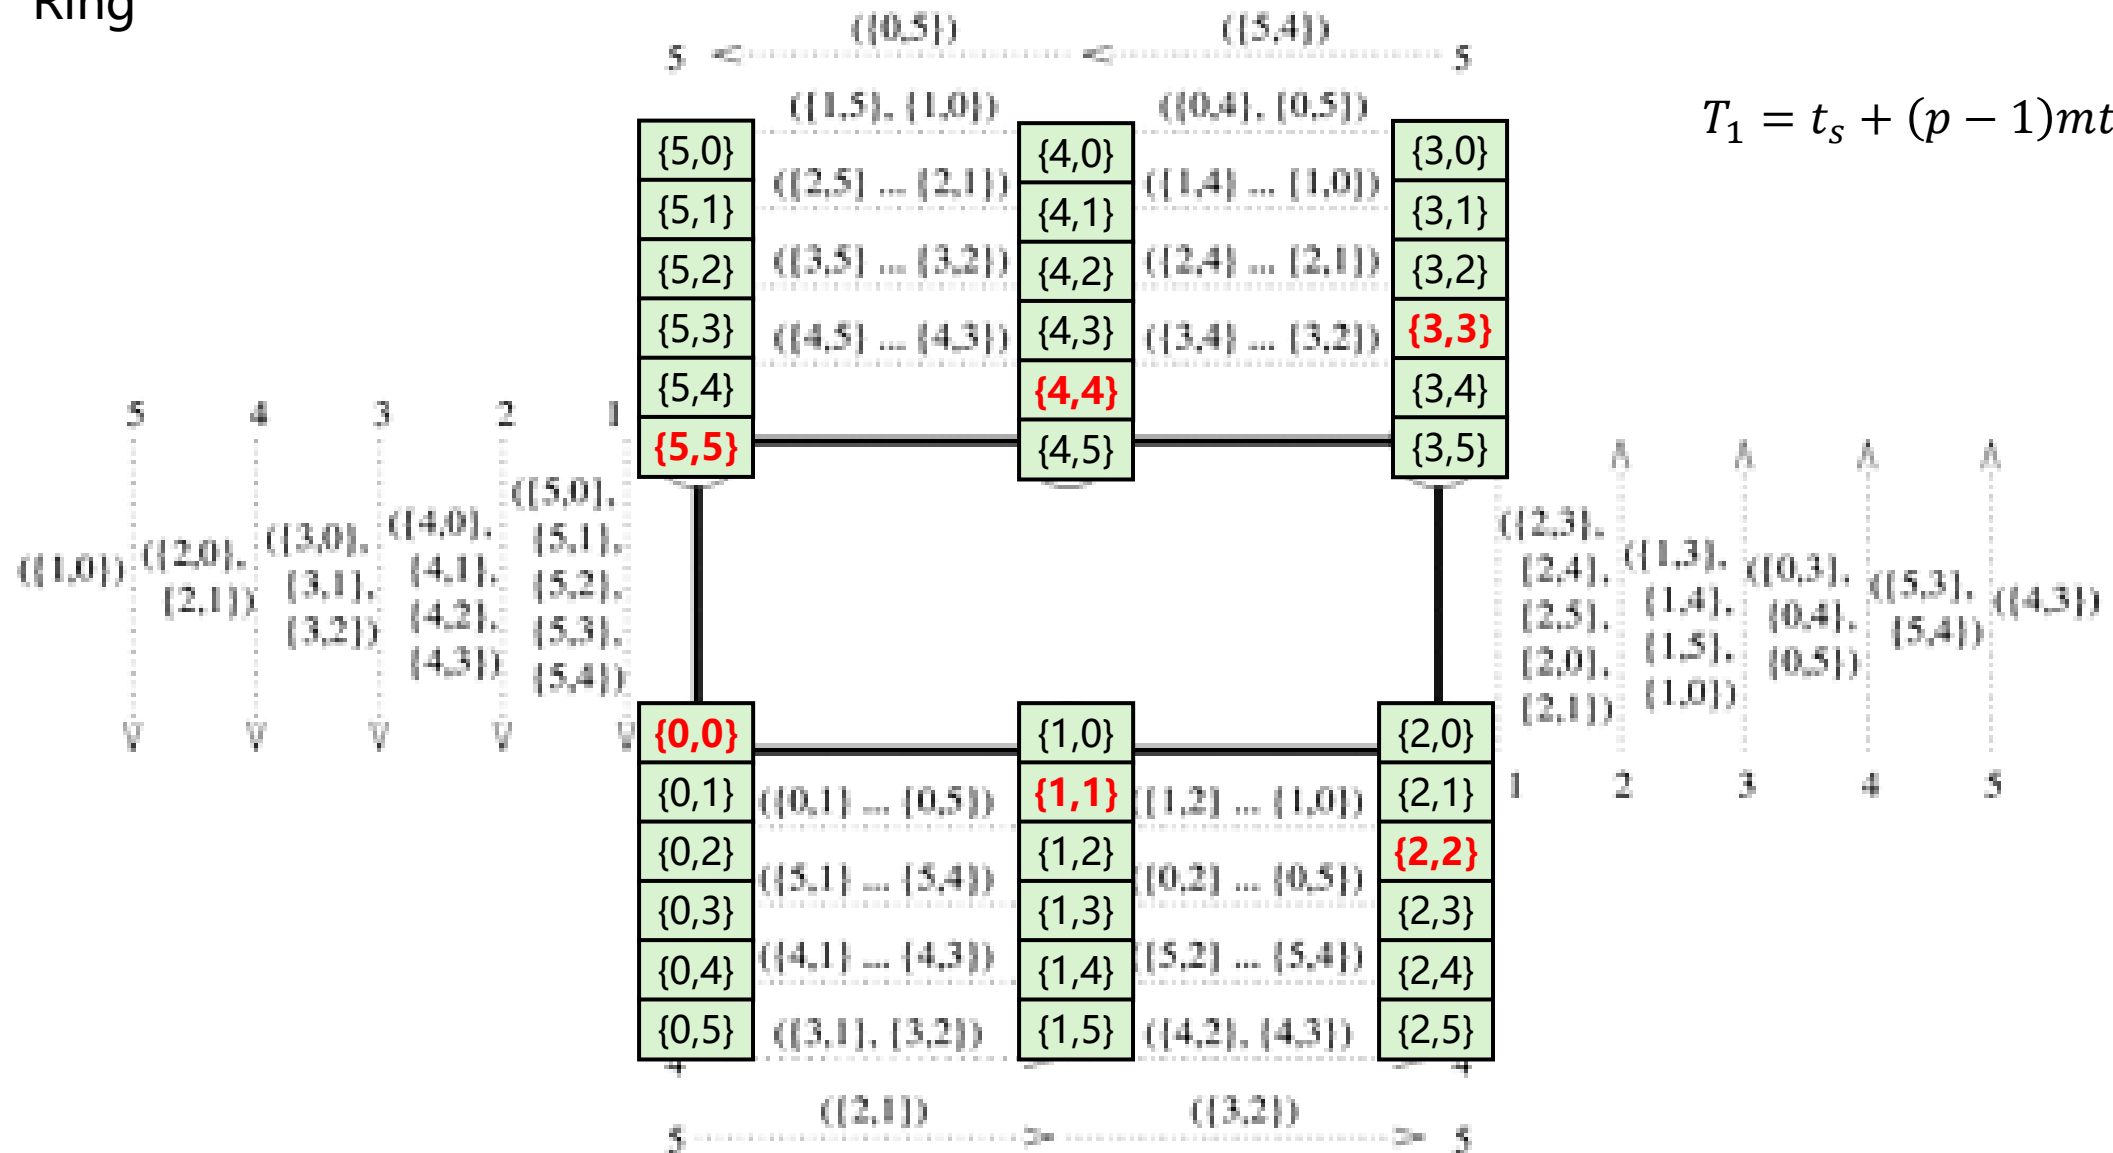 Ring
({0,5}) ({5,4})
5 5
T₁ = tₛ + (p − 1)mt
({1,5}, {1,0}) ({0,4}, {0,5})
{5,0} {4,0} {3,0}
({2,5} ... {2,1}) ({1,4} ... {1,0})
{5,1} {4,1} {3,1}
({3,5} ... {3,2}) ({2,4} ... {2,1})
{5,2} {4,2} {3,2}
({4,5} ... {4,3}) ({3,4} ... {3,2})
{5,3} {4,3} {3,3}
{5,4} {4,4} {3,4}
{5,5} {4,5} {3,5}
5 4 3 2 1
({1,0})
({2,0},
{2,1})
({3,0},
{3,1},
{3,2})
({4,0},
{4,1},
{4,2},
{4,3})
({5,0},
{5,1},
{5,2},
{5,3},
{5,4})
({2,3},
{2,4},
{2,5},
{2,0},
{2,1})
({1,3},
{1,4},
{1,5},
{1,0})
({0,3},
{0,4},
{0,5})
({5,3},
{5,4})
({4,3})
1 2 3 4 5
{0,0} {1,0} {2,0}
{0,1} ({0,1} ... {0,5}) {1,1} {1,2} ... {1,0}) {2,1}
{0,2} ({5,1} ... {5,4}) {1,2} {0,2} ... {0,5}) {2,2}
{0,3} {1,3} {2,3}
{0,4} ({4,1} ... {4,3}) {1,4} {5,2} ... {5,4}) {2,4}
{0,5} ({3,1}, {3,2}) {1,5} ({4,2}, {4,3}) {2,5}
4 4
({2,1}) ({3,2})
5 5